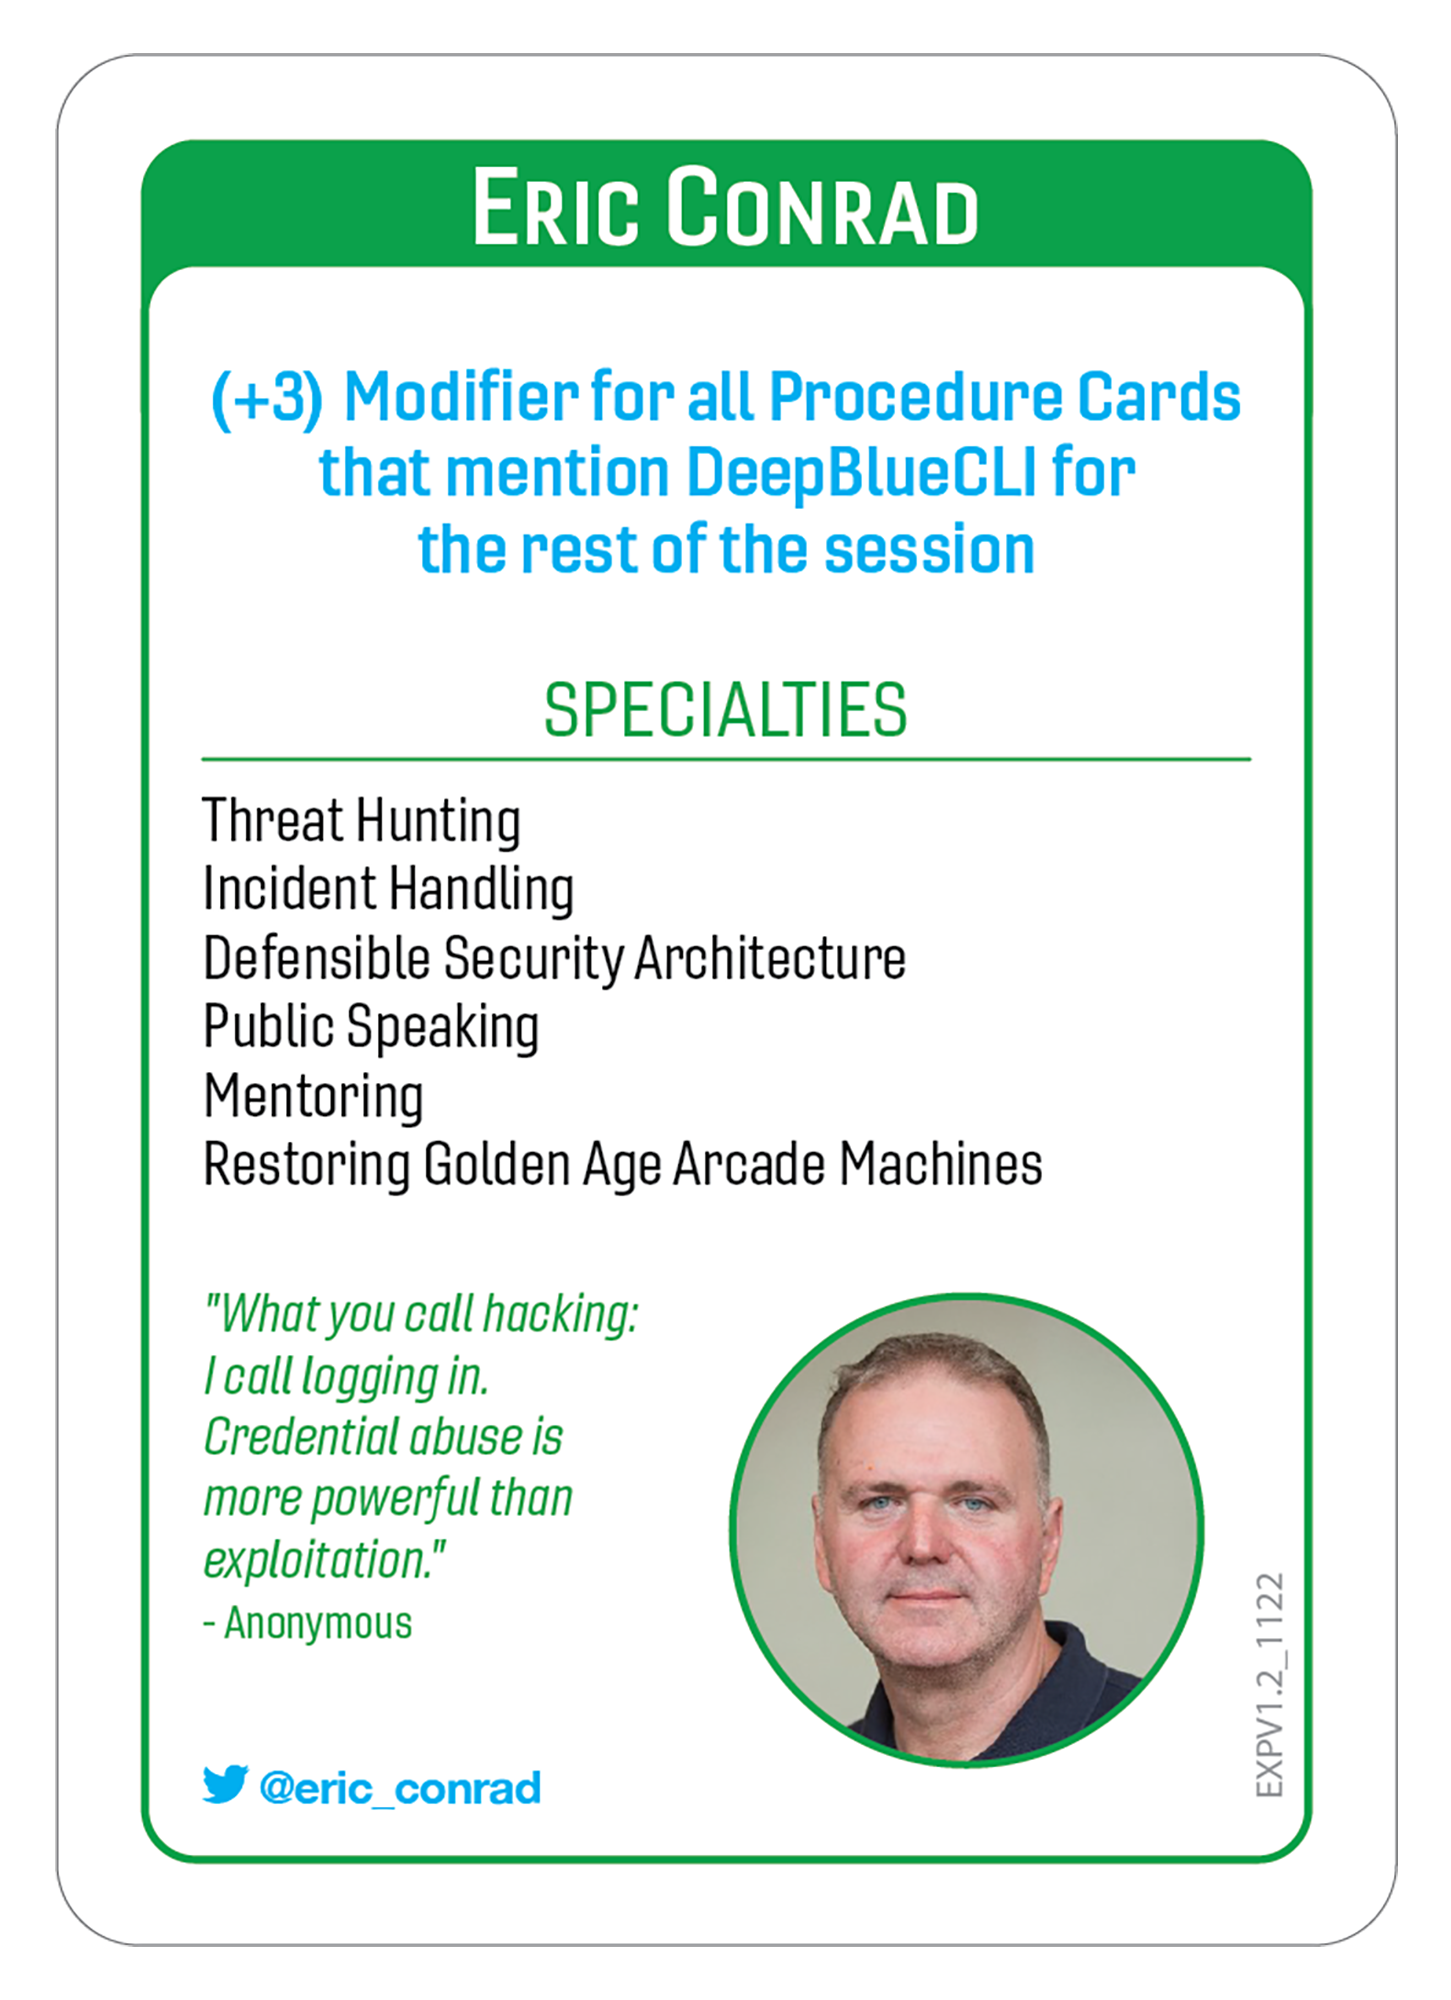 Eric Conrad
(+3) Modifier for all Procedure Cards
that mention DeepBlueCLI for
the rest of the session
SPECIALTIES
Threat Hunting
Incident Handling
Defensible Security Architecture
Public Speaking
Mentoring
Restoring Golden Age Arcade Machines
"What you call hacking:
I call logging in.
Credential abuse is
more powerful than
exploitation."
- Anonymous
@eric_conrad
EXPV1.2_1122